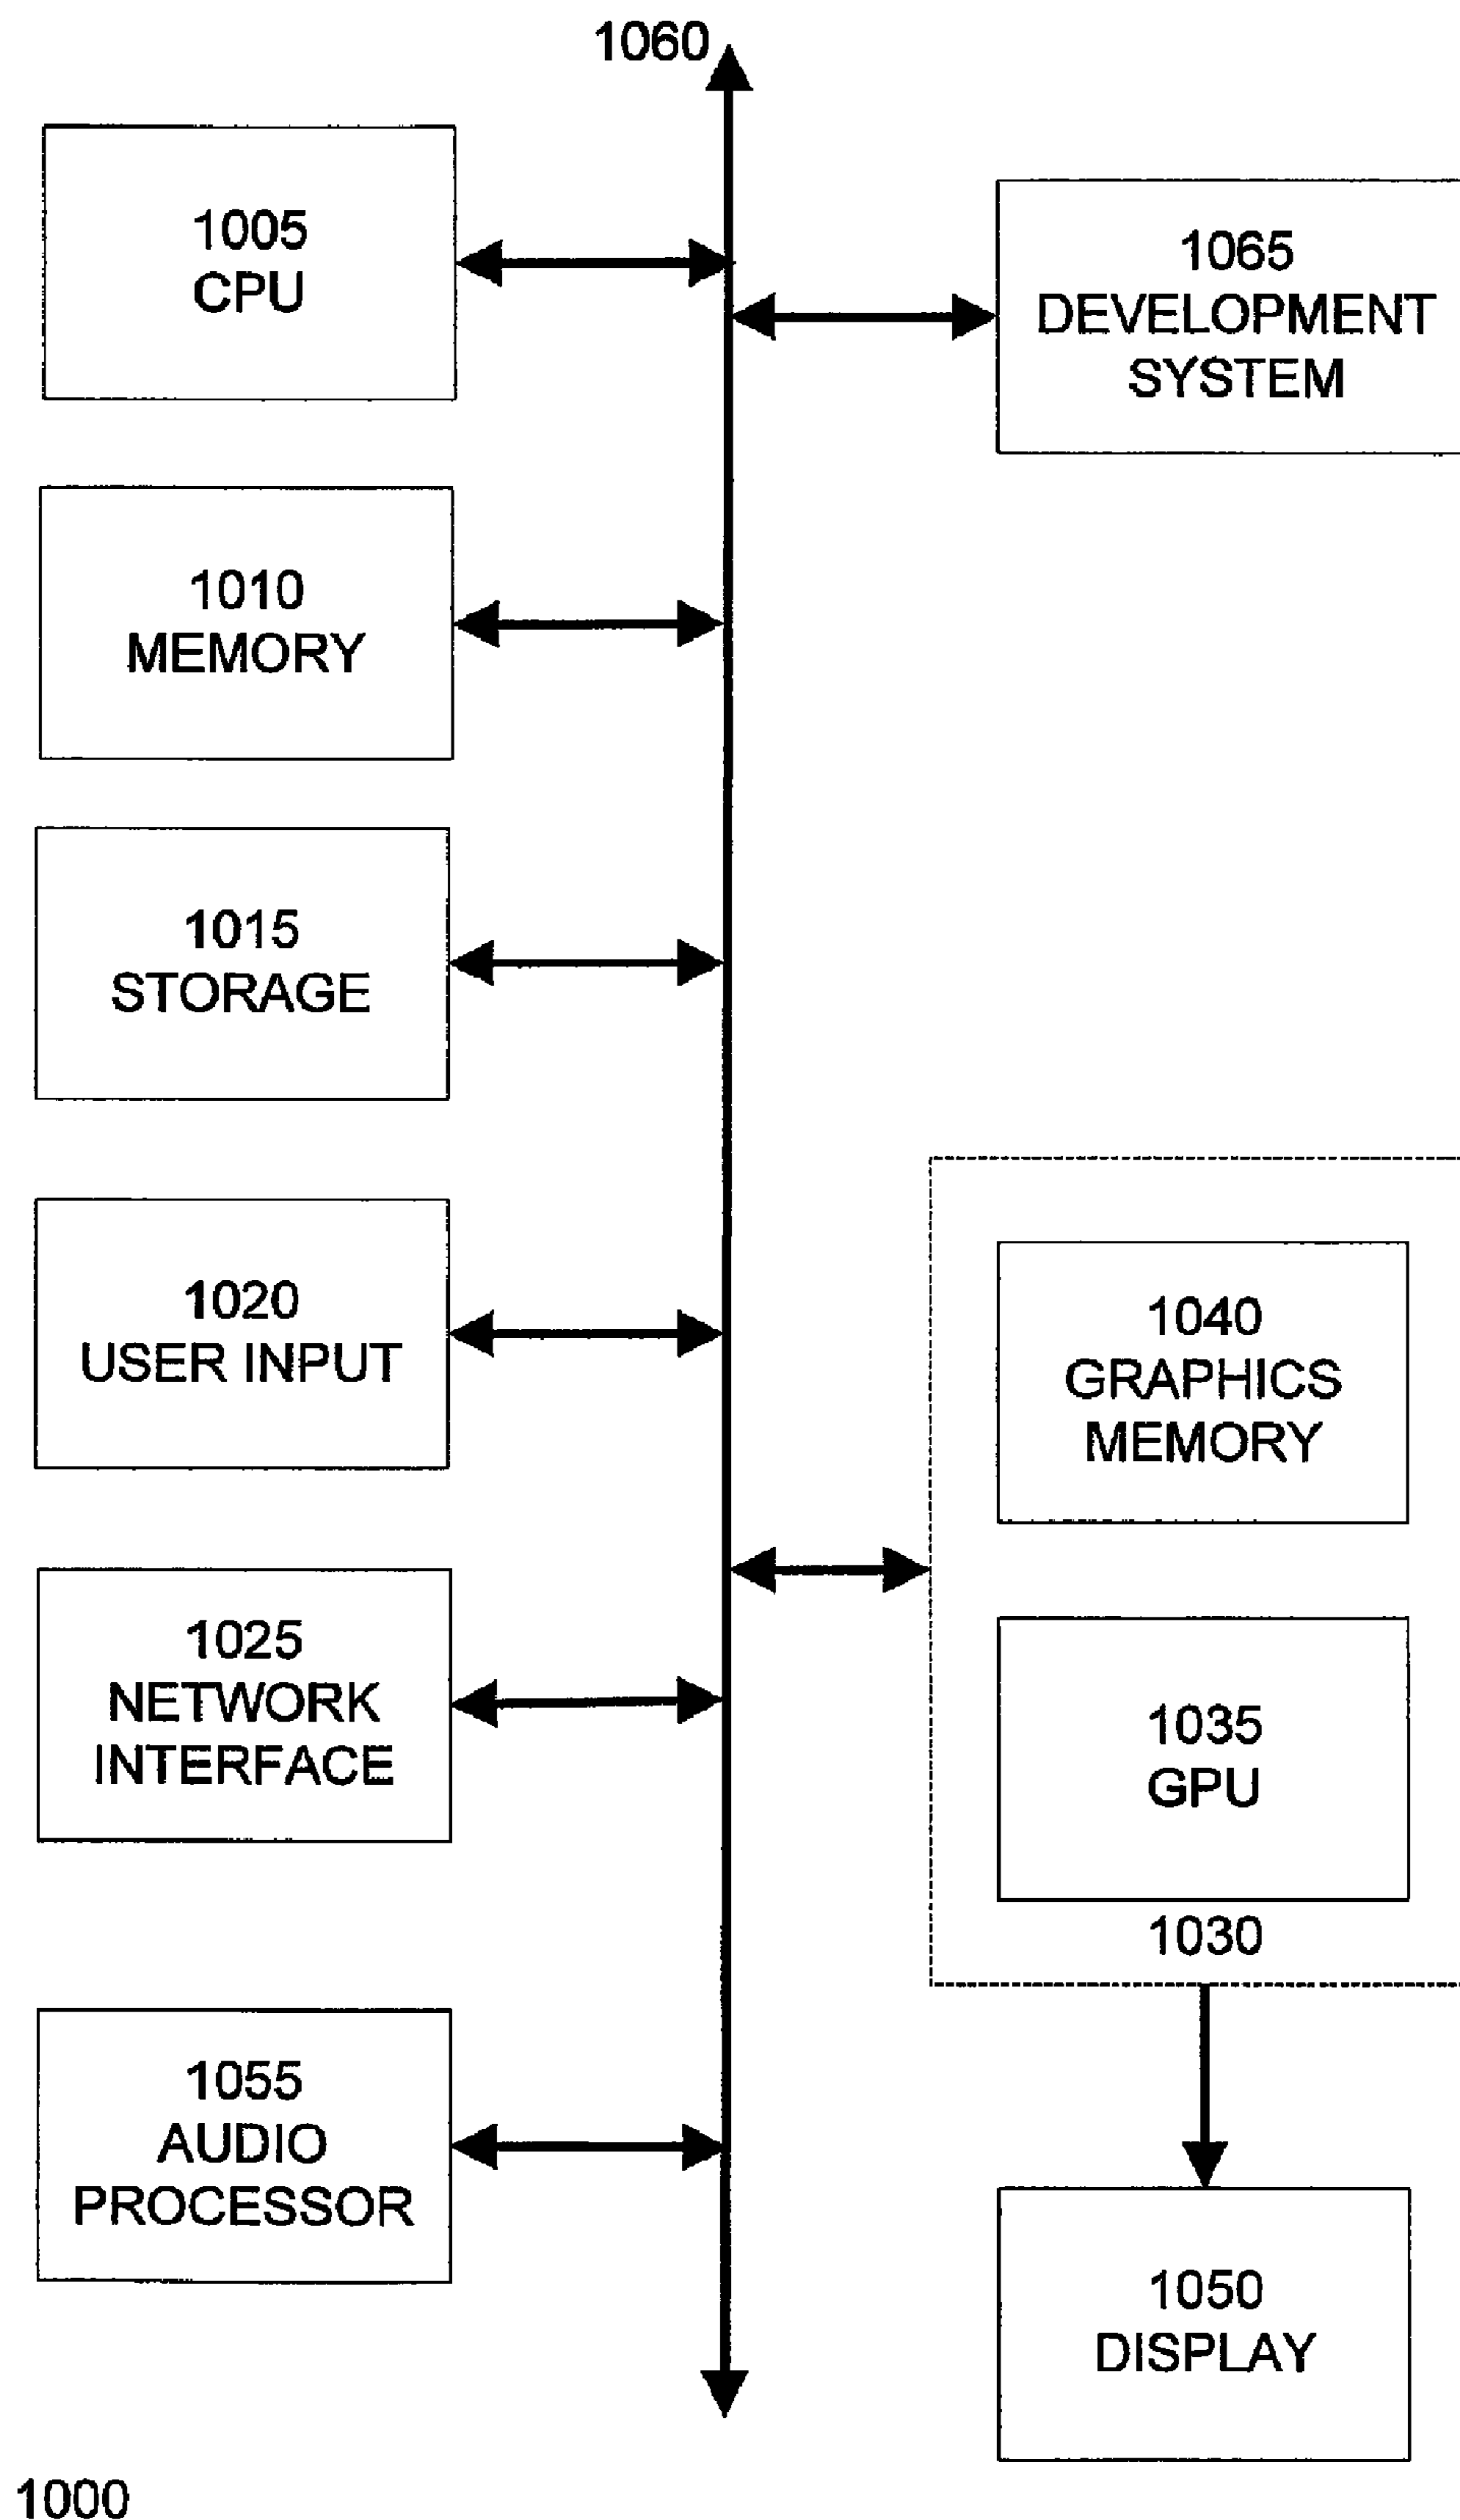 1060
1005
CPU
1065
DEVELOPMENT
SYSTEM
1010
MEMORY
1015
STORAGE
1020
USER INPUT
1040
GRAPHICS
MEMORY
1025
NETWORK
INTERFACE
1035
GPU
1030
1055
AUDIO
PROCESSOR
1050
DISPLAY
1000